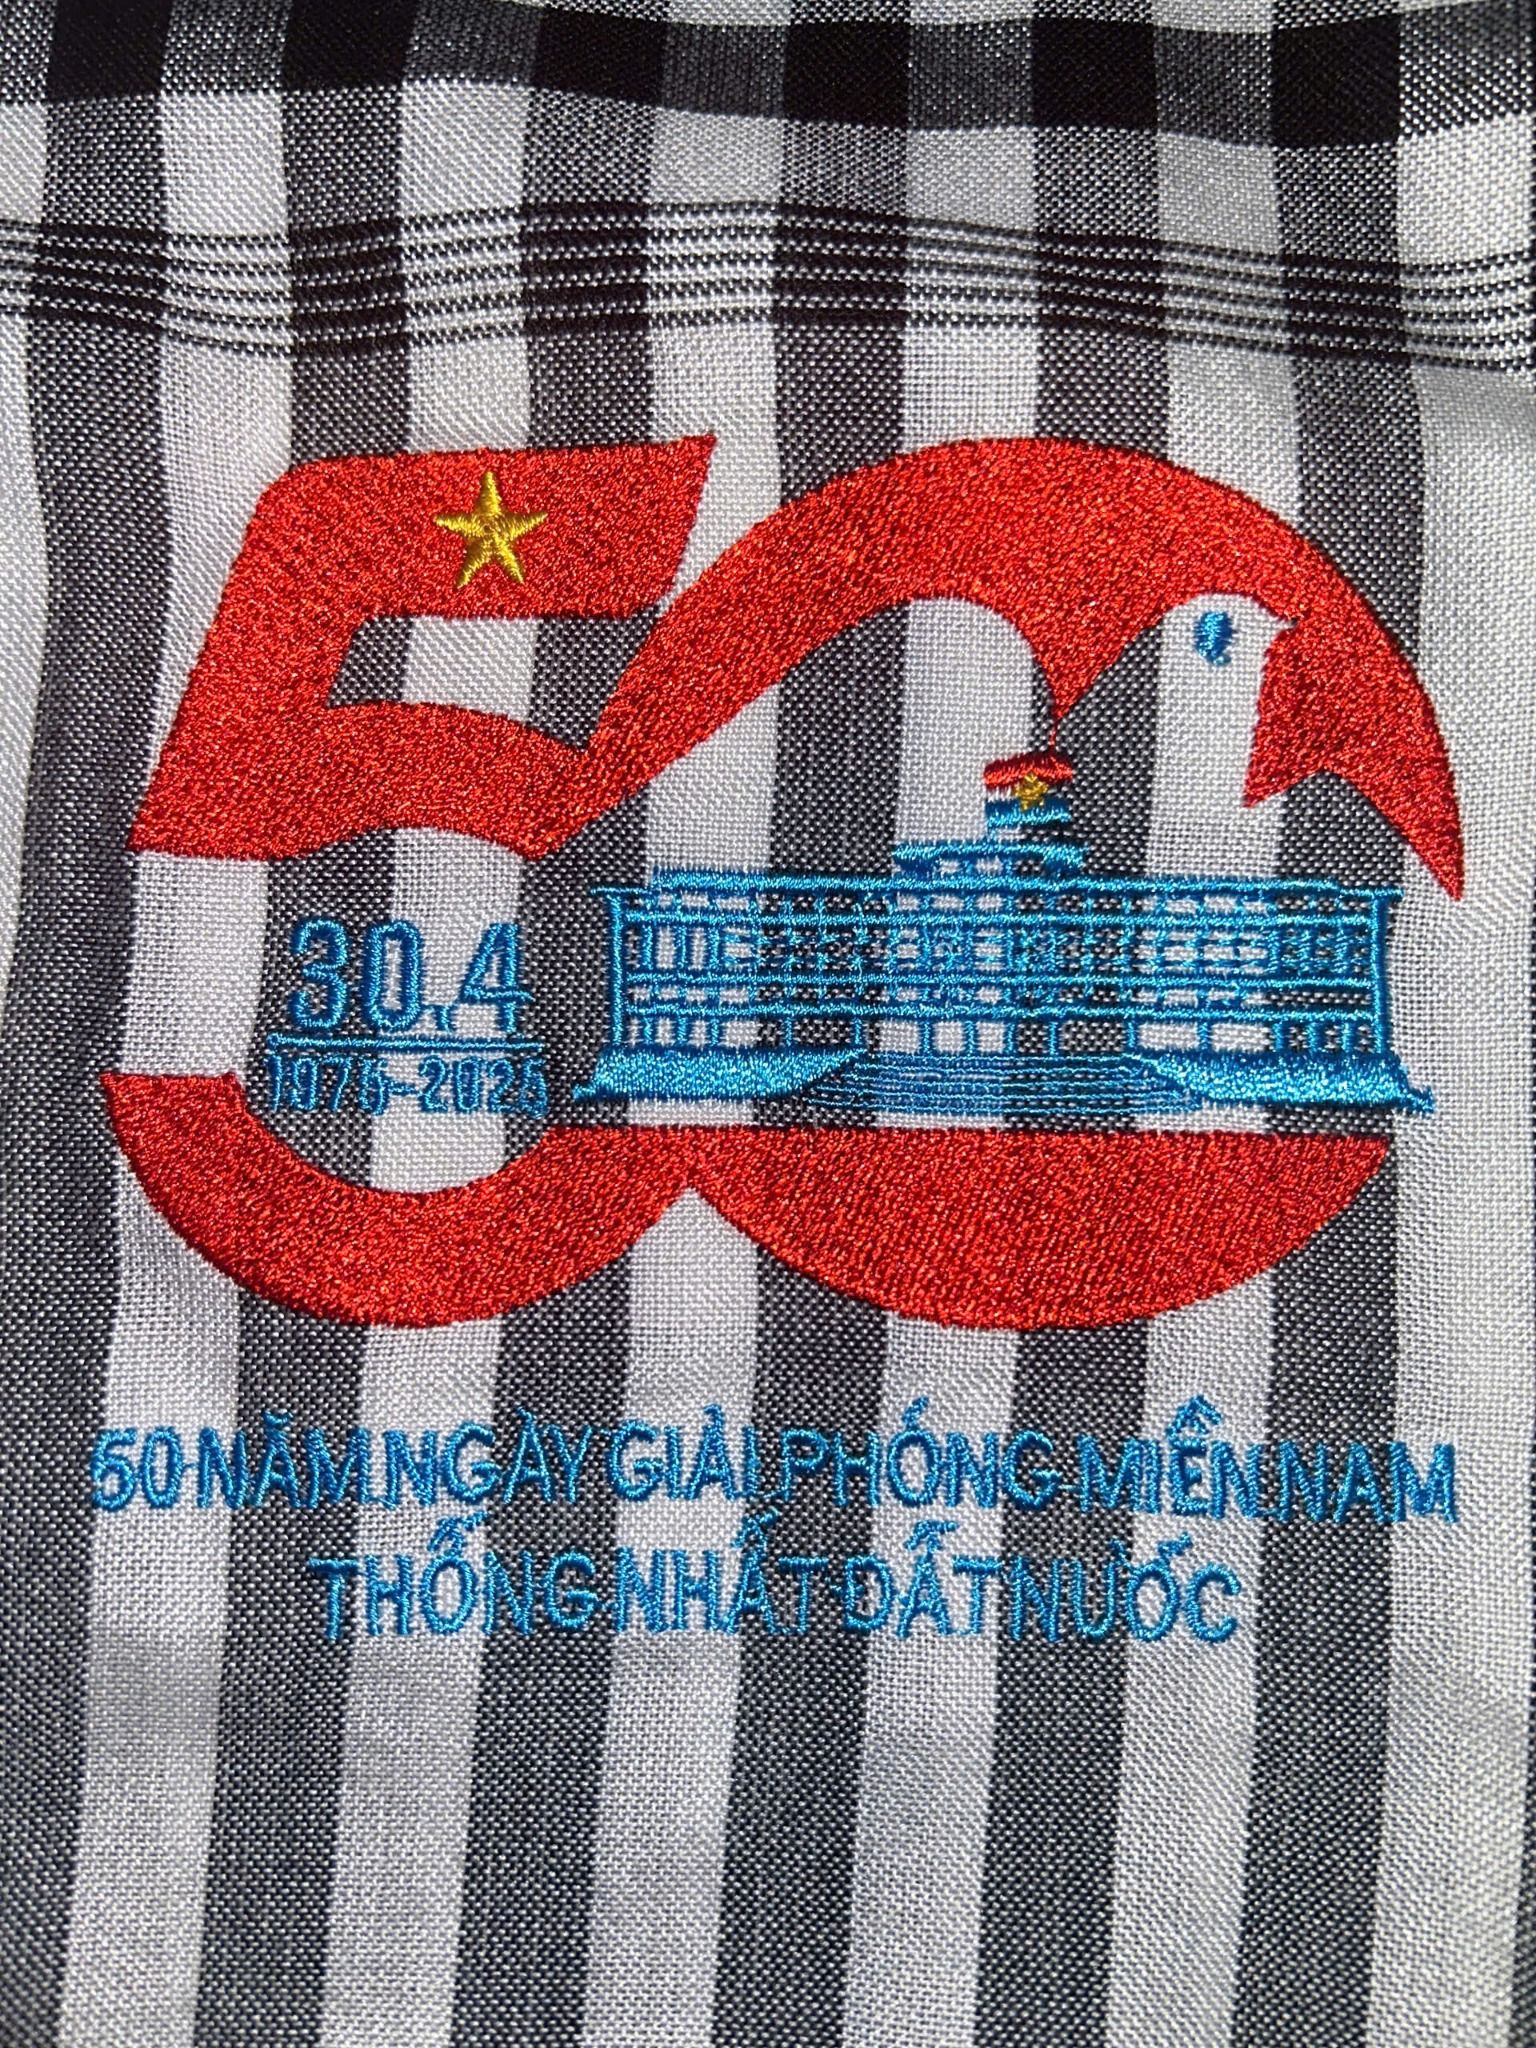 50
30.4
1975-2025
50 NĂM NGÀY GIẢI PHÓNG MIỀN NAM
THỐNG NHẤT ĐẤT NƯỚC